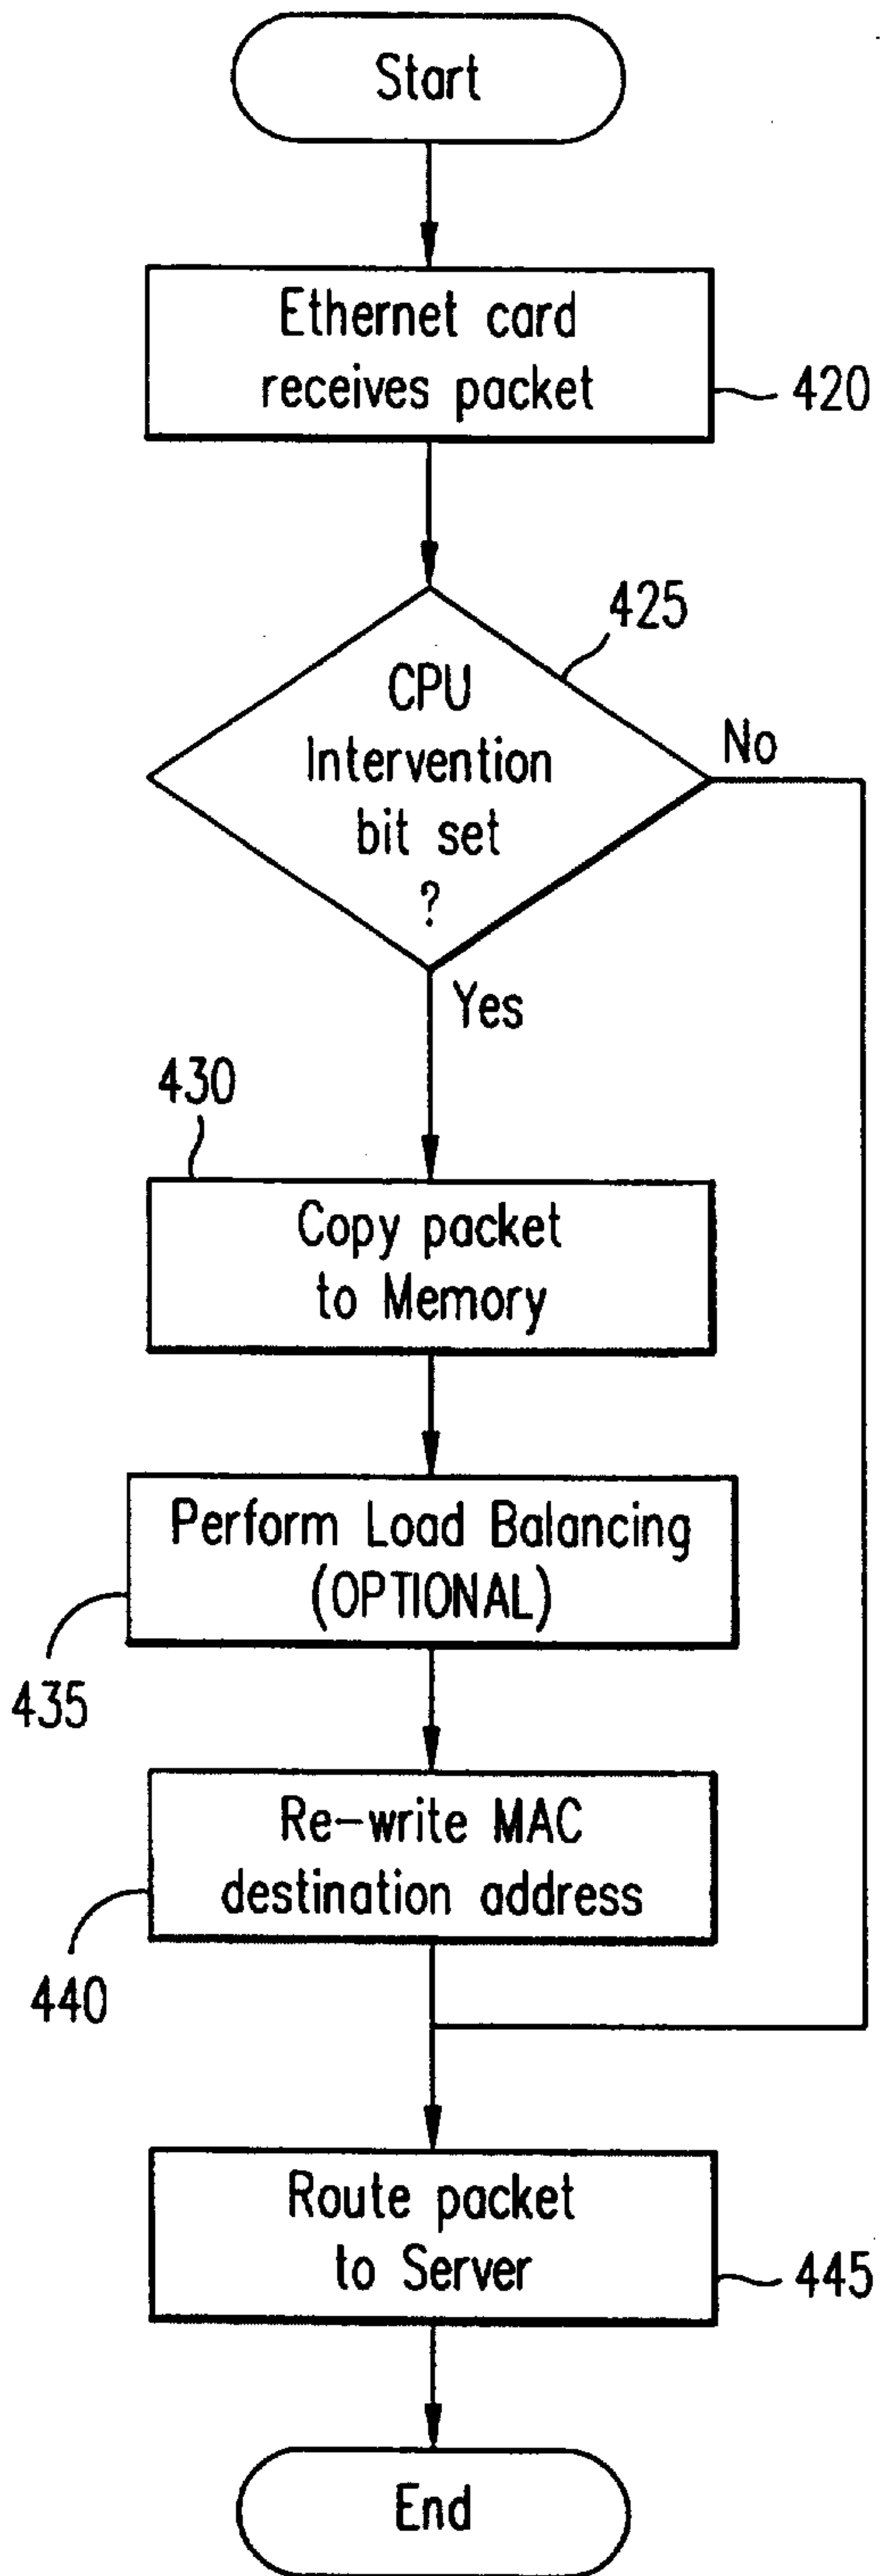 Start
Ethernet card
receives packet
420
425
CPU
Intervention
bit set
?
No
Yes
430
Copy packet
to Memory
Perform Load Balancing
(OPTIONAL)
435
Re-write MAC
destination address
440
Route packet
to Server
445
End